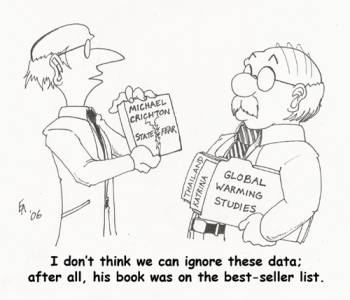 MICHAEL
CRICHTON
STATE FEAR
THAILAND
KATRINA
GLOBAL
WARMING
STUDIES
'06
I don't think we can ignore these data;
after all, his book was on the best-seller list.